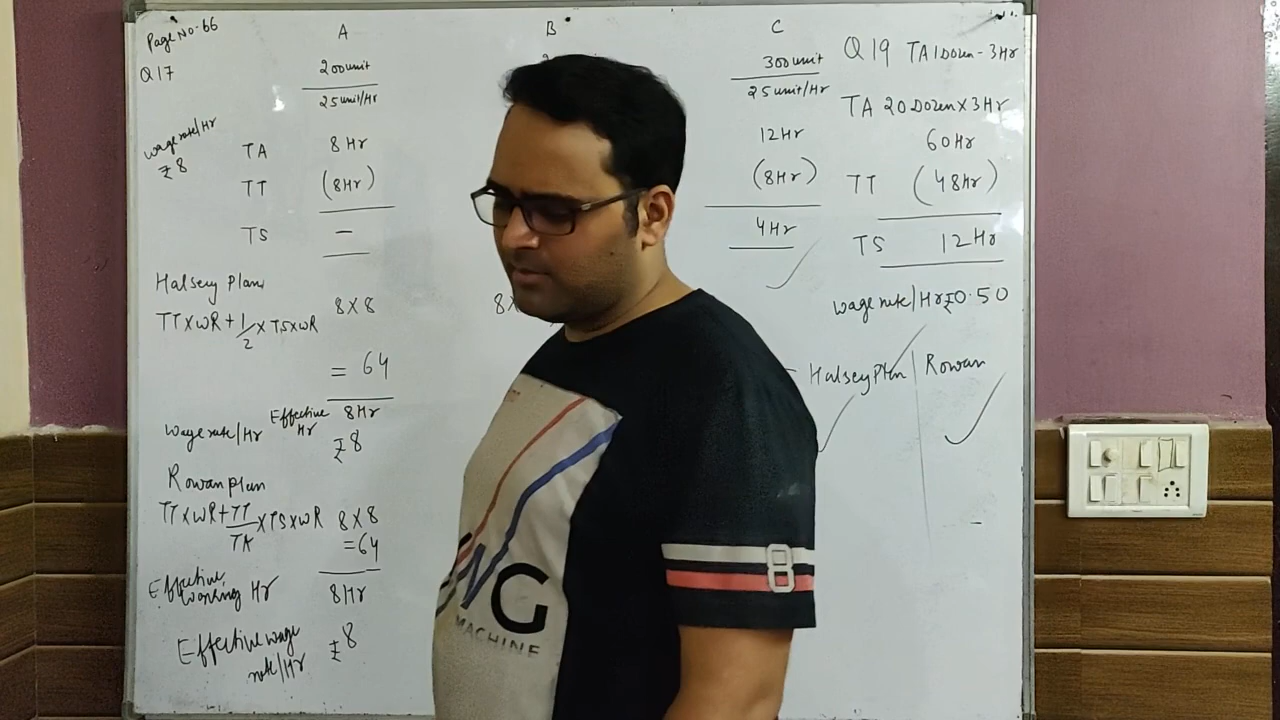 Page No. 66
Q17
A
B
C
200 unit
25 unit/Hr
300 unit
25 unit/Hr
wage rate/Hr
₹8
TA 8 Hr
12 Hr
TT (8Hr)
(8Hr)
TS –
4 Hr
Halsey Plan
TT X WR + 1/2 X TS X WR
8 X 8
8X
= 64
Effective Hr
8 Hr
wage rate/Hr
₹8
Rowan plan
TT X WR + TT/TA X TS X WR
8 X 8
= 64
Effective working Hr
8 Hr
Effective wage rate/Hr
₹8
Q19 TA 1 Dozen - 3 Hr
TA 20 Dozen X 3 Hr
60 Hr
TT (48 Hr)
TS 12 Hr
wage rate/Hr ₹0.50
Halsey Plan
Rowan
NG
MACHINE
8